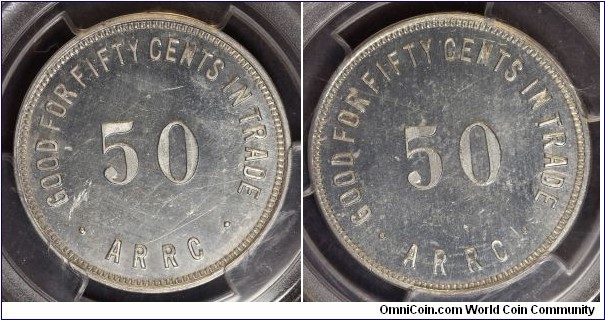 GOOD FOR FIFTY CENTS IN TRADE
50
· ARRC ·
GOOD FOR FIFTY CENTS IN TRADE
50
· ARRC ·
OmniCoin.com World Coin Community